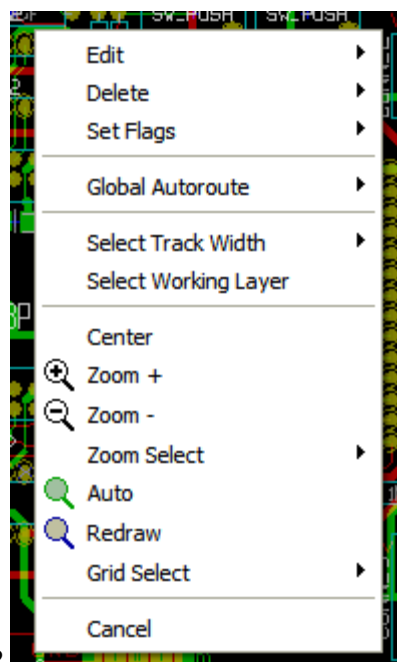 SW_PUSH SW_PUSH
Edit
Delete
Set Flags
Global Autoroute
Select Track Width
Select Working Layer
Center
Zoom +
Zoom -
Zoom Select
Auto
Redraw
Grid Select
Cancel